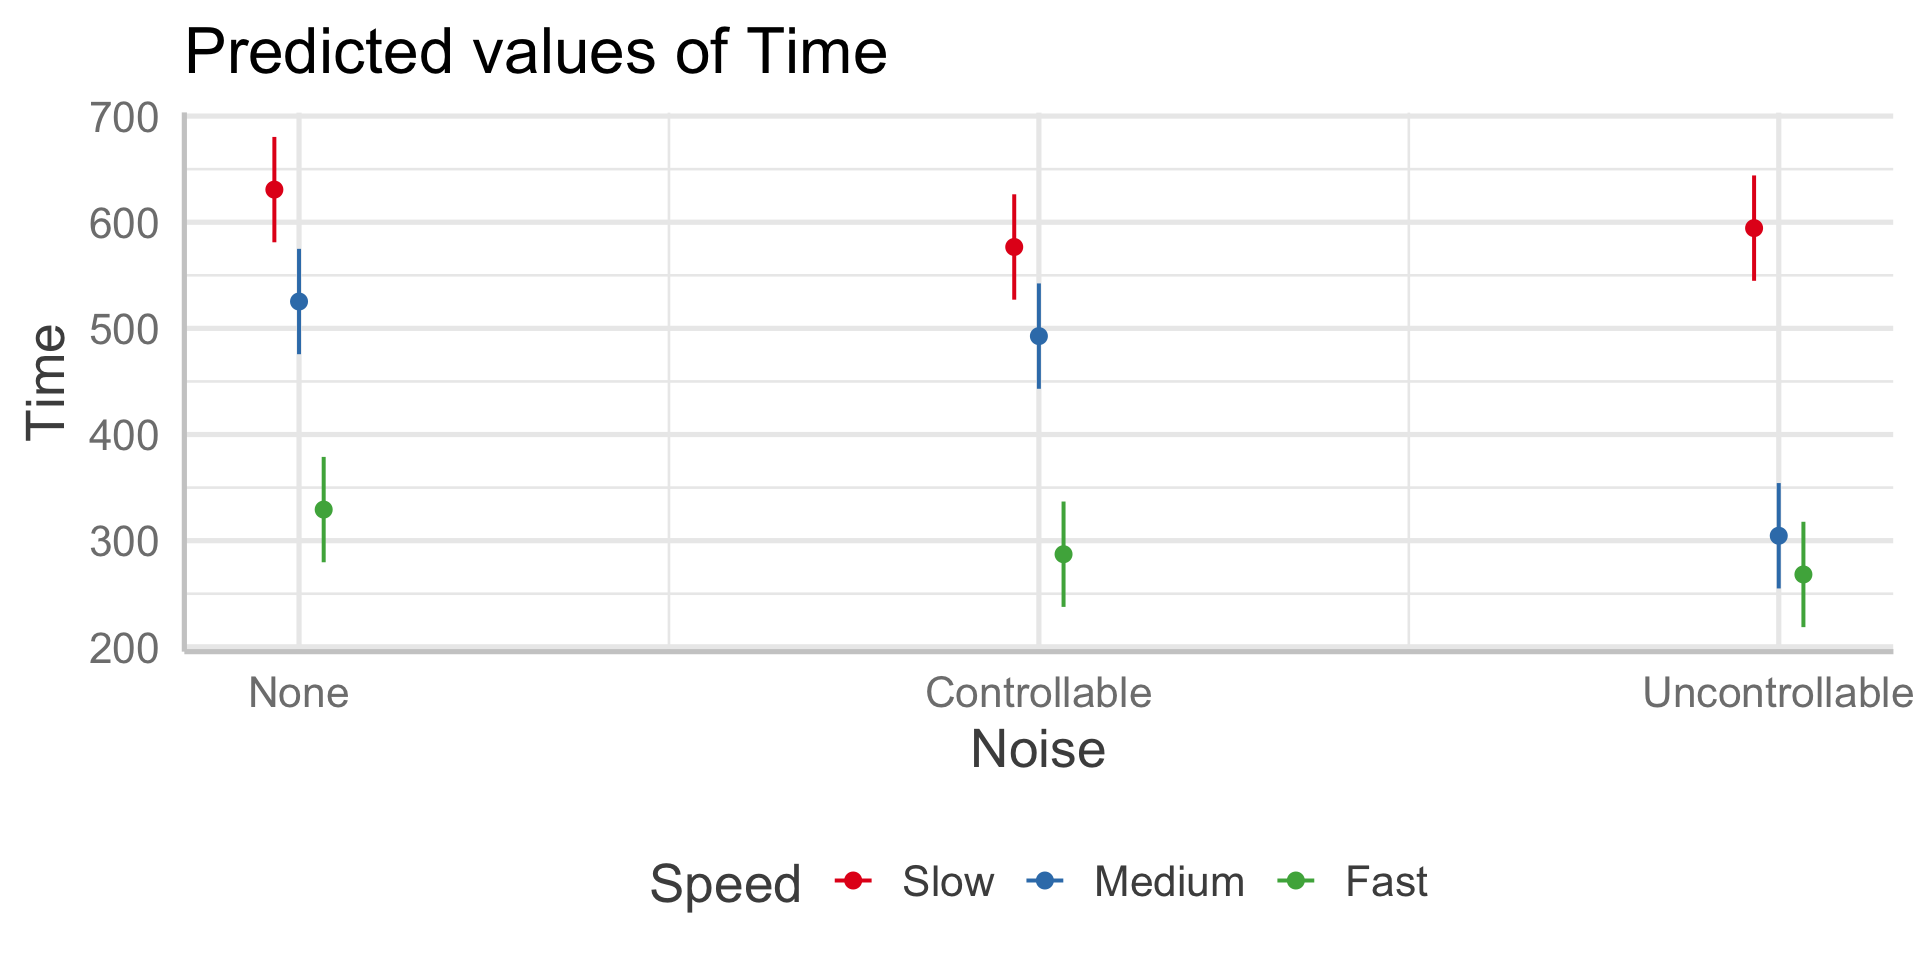 Predicted values of Time
700
600
500
400
300
200
Time
None Controllable Uncontrollable
Noise
Speed Slow Medium Fast